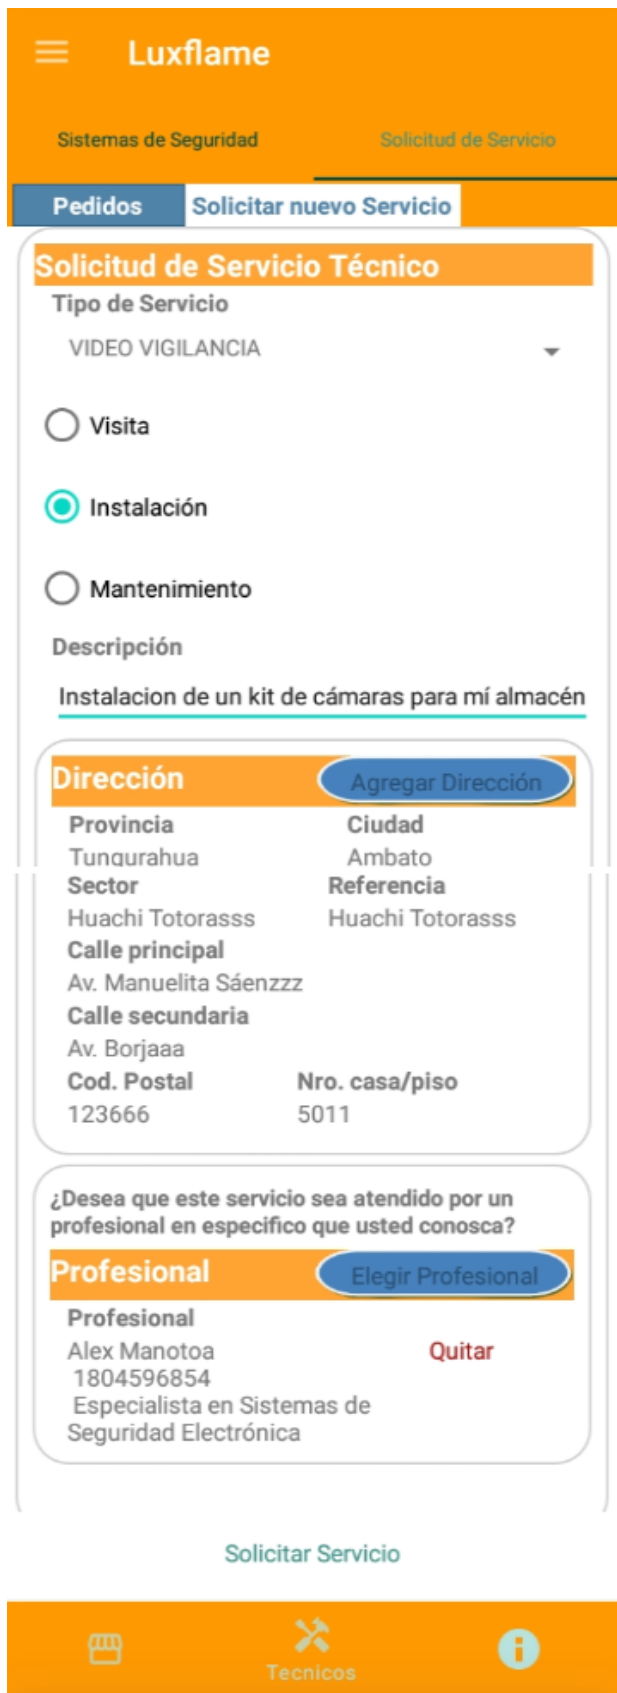 Luxflame
Sistemas de Seguridad Solicitud de Servicio
Pedidos Solicitar nuevo Servicio
Solicitud de Servicio Técnico
Tipo de Servicio
VIDEO VIGILANCIA
Visita
Instalación
Mantenimiento
Descripción
Instalacion de un kit de cámaras para mí almacén
Dirección Agregar Dirección
Provincia Ciudad
Tungurahua Ambato
Sector Referencia
Huachi Totorasss Huachi Totorasss
Calle principal
Av. Manuelita Sáenzzz
Calle secundaria
Av. Borjaaa
Cod. Postal Nro. casa/piso
123666 5011
¿Desea que este servicio sea atendido por un
profesional en especifico que usted conosca?
Profesional Elegir Profesional
Profesional
Alex Manotoa Quitar
1804596854
Especialista en Sistemas de
Seguridad Electrónica
Solicitar Servicio
Tecnicos